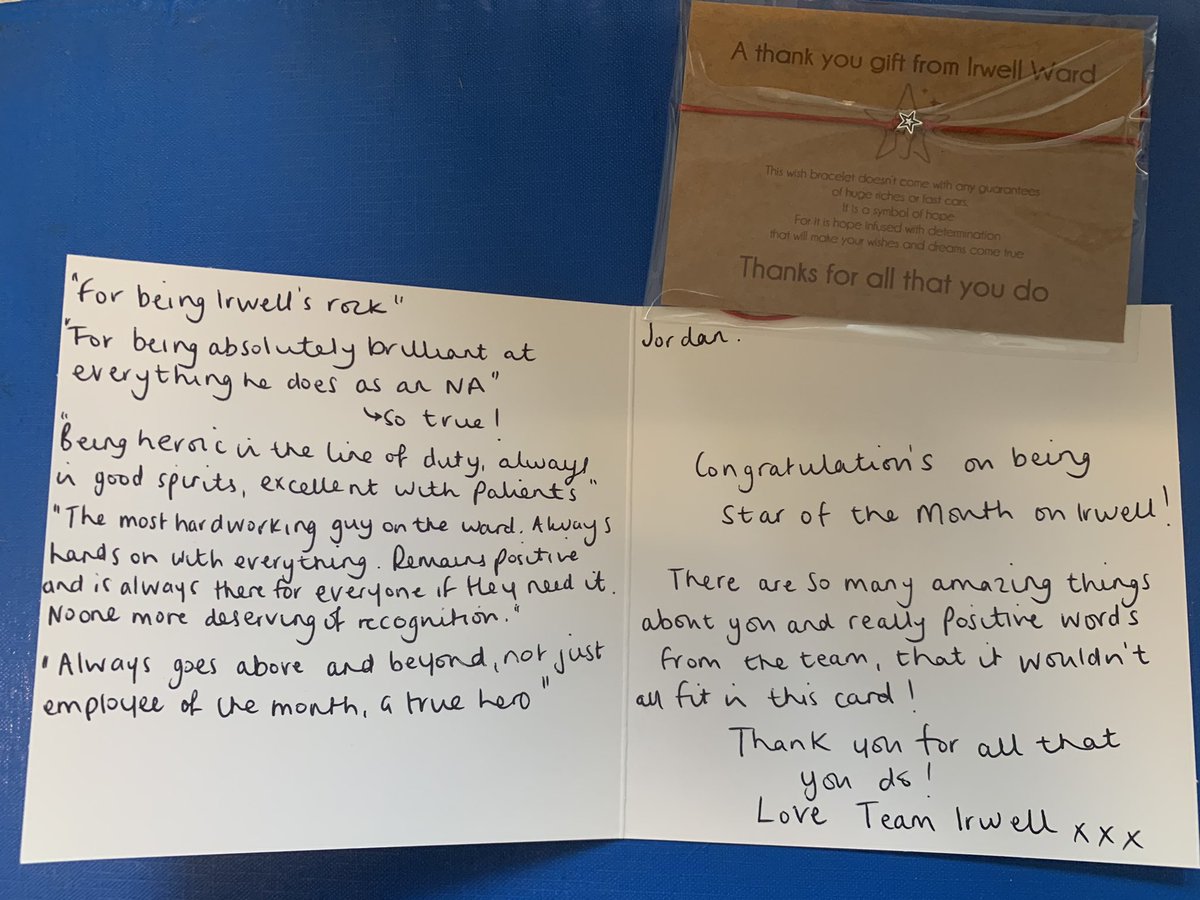 A thank you gift from Irwell Ward
This wish bracelet doesn't come with any guarantees
of huge riches or fast cars,
It is a symbol of hope
For it is hope infused with determination
that will make your wishes and dreams come true
Thanks for all that you do
"For being Irwell's rock"
"For being absolutely brilliant at
everything he does as an NA"
↳so true!
"Being heroic in the line of duty, always
in good spirits, excellent with patients"
"The most hardworking guy on the ward. Always
hands on with everything. Remains positive
and is always there for everyone if they need it.
Noone more deserving of recognition."
"Always goes above and beyond, not just
employee of the month, a true hero"
Jordan.
Congratulation's on being
Star of the Month on Irwell!
There are so many amazing things
about you and really positive word's
from the team, that it wouldn't
all fit in this card!
Thank you for all that
you do!
Love Team Irwell xxx